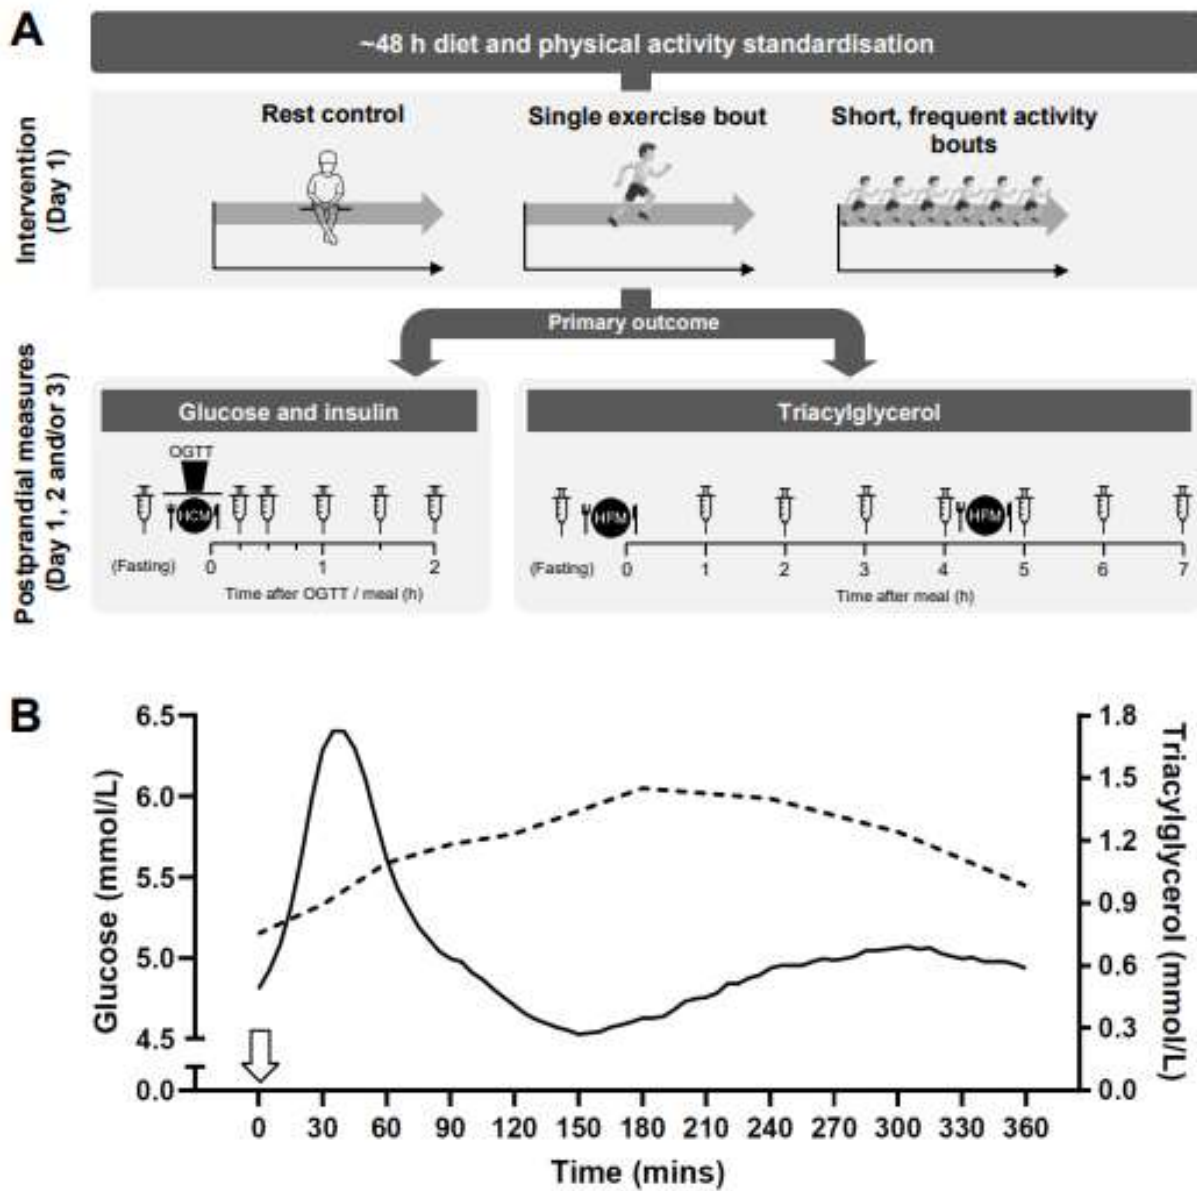 A
~48 h diet and physical activity standardisation
Intervention
(Day 1)
Rest control
Single exercise bout
Short, frequent activity
bouts
Primary outcome
Postprandial measures
(Day 1, 2 and/or 3)
Glucose and insulin
OGTT
HCM
(Fasting)
0
1
2
Time after OGTT / meal (h)
Triacylglycerol
HFM
HFM
(Fasting)
0
1
2
3
4
5
6
7
Time after meal (h)
B
Glucose (mmol/L)
6.5
6.0
5.5
5.0
4.5
0.0
1.8
1.5
1.2
0.9
0.6
0.3
0.0
Triacylglycerol (mmol/L)
0 30 60 90 120 150 180 210 240 270 300 330 360
Time (mins)